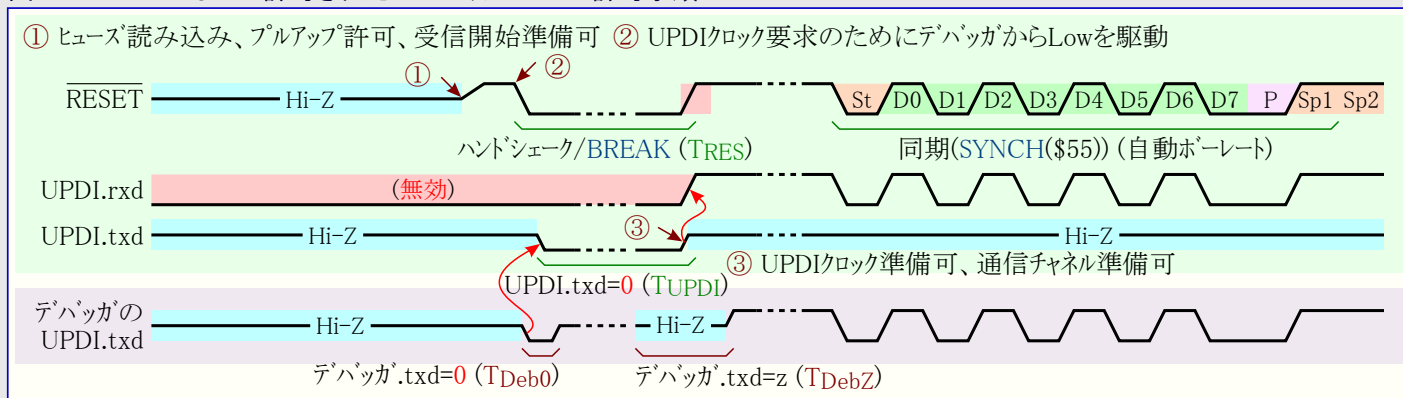 ① ヒューズ読み込み、プルアップ許可、受信開始準備可 ② UPDIクロック要求のためにデバッガからLowを駆動
① ②
RESET Hi-Z St D0 D1 D2 D3 D4 D5 D6 D7 P Sp1 Sp2
ハンドシェーク/BREAK (TRES) 同期(SYNCH($55)) (自動ボーレート)
UPDI.rxd (無効)
UPDI.txd Hi-Z ③ Hi-Z
③ UPDIクロック準備可、通信チャネル準備可
UPDI.txd=0 (TUPDI)
デバッガの
UPDI.txd Hi-Z Hi-Z
デバッガ.txd=0 (TDeb0) デバッガ.txd=z (TDebZ)